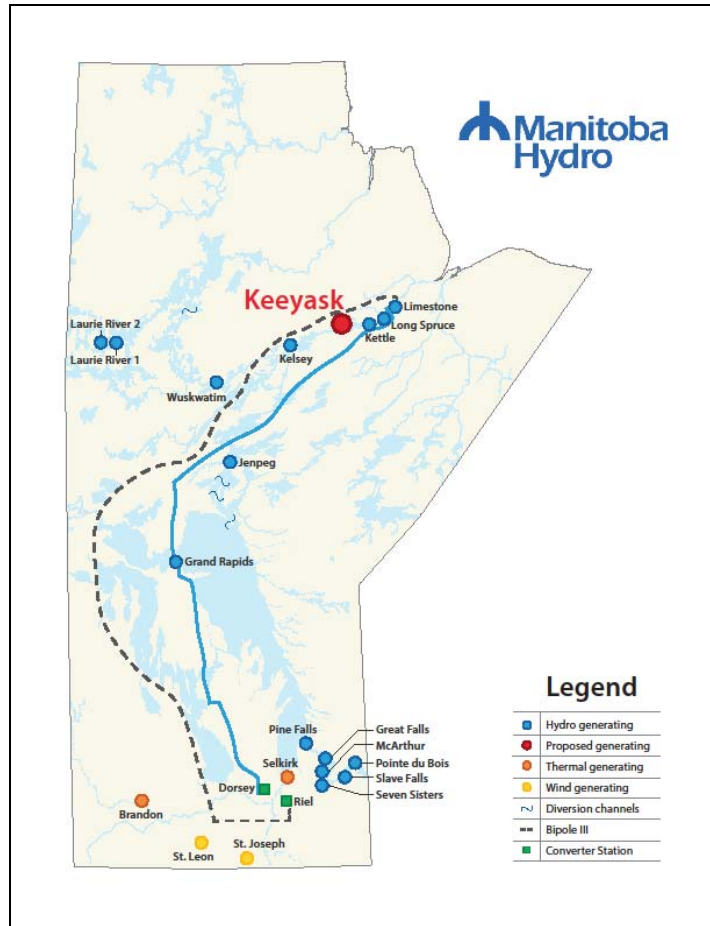 Manitoba
Hydro
Keeyask
Limestone
Long Spruce
Kettle
Laurie River 2
Laurie River 1
Kelsey
Wuskwatim
Jenpeg
Grand Rapids
Pine Falls
Great Falls
McArthur
Pointe du Bois
Slave Falls
Seven Sisters
Selkirk
Dorsey
Riel
Brandon
St. Leon
St. Joseph
Legend
Hydro generating
Proposed generating
Thermal generating
Wind generating
Diversion channels
Bipole III
Converter Station